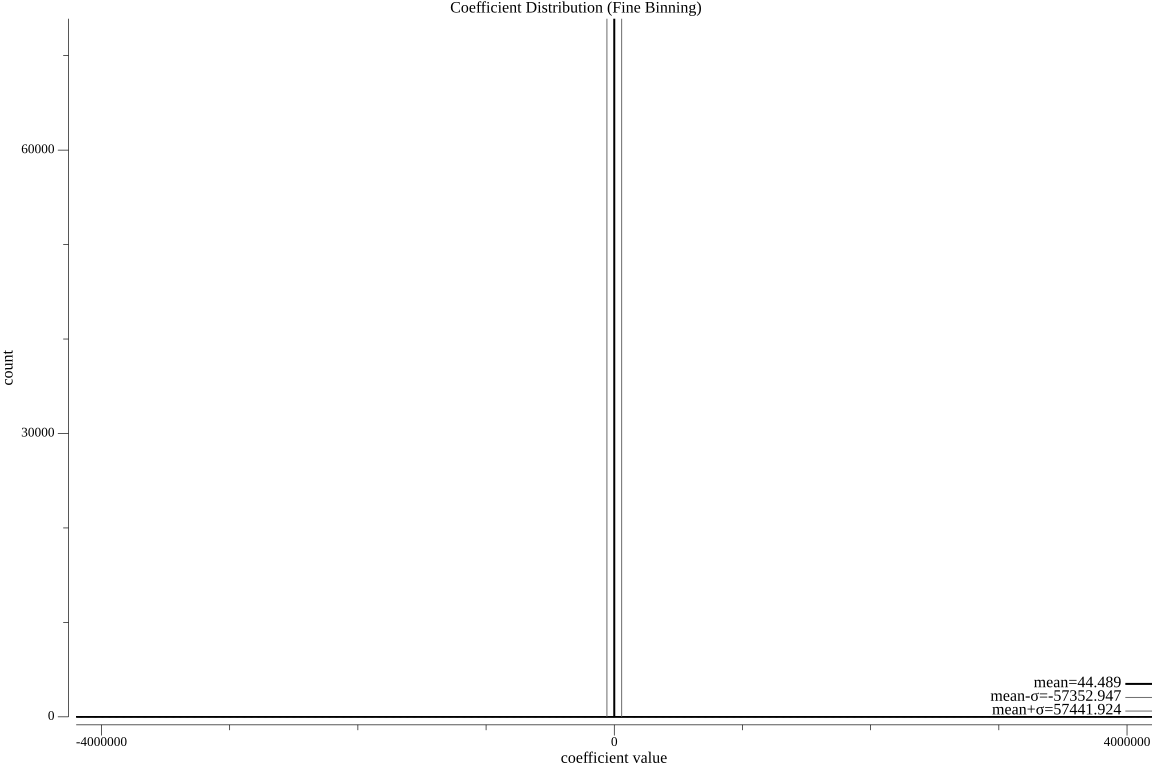 Coefficient Distribution (Fine Binning)
60000
30000
0
count
mean=44.489
mean-σ=-57352.947
mean+σ=57441.924
-4000000
0
4000000
coefficient value